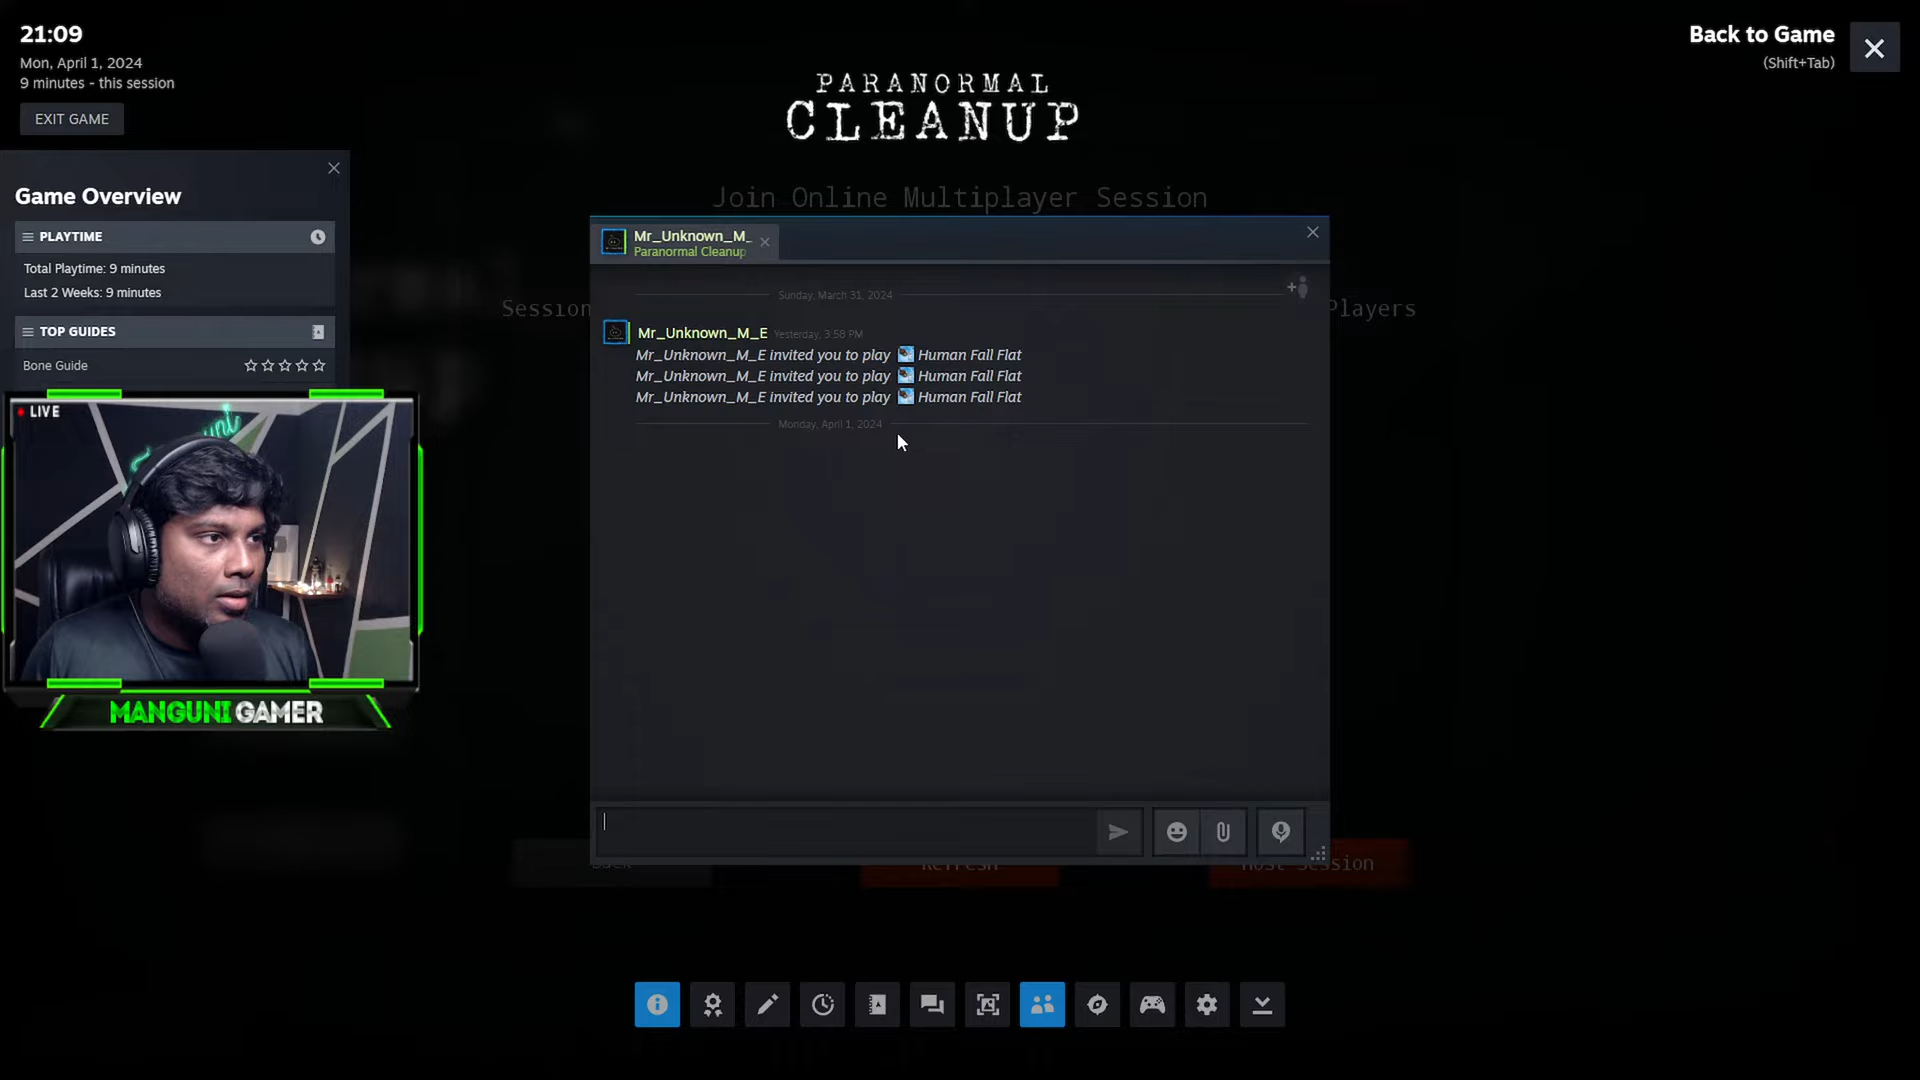 21:09
Mon, April 1, 2024
9 minutes - this session
EXIT GAME
Back to Game
(Shift+Tab)
PARANORMAL
CLEANUP
Join Online Multiplayer Session
Game Overview
PLAYTIME
Total Playtime: 9 minutes
Last 2 Weeks: 9 minutes
TOP GUIDES
Bone Guide
Mr_Unknown_M_
Paranormal Cleanup
Sunday, March 31, 2024
Session
Players
Mr_Unknown_M_E Yesterday, 3:58 PM
Mr_Unknown_M_E invited you to play Human Fall Flat
Mr_Unknown_M_E invited you to play Human Fall Flat
Mr_Unknown_M_E invited you to play Human Fall Flat
Monday, April 1, 2024
LIVE
MANGUNI GAMER
Back
Refresh
Host Session